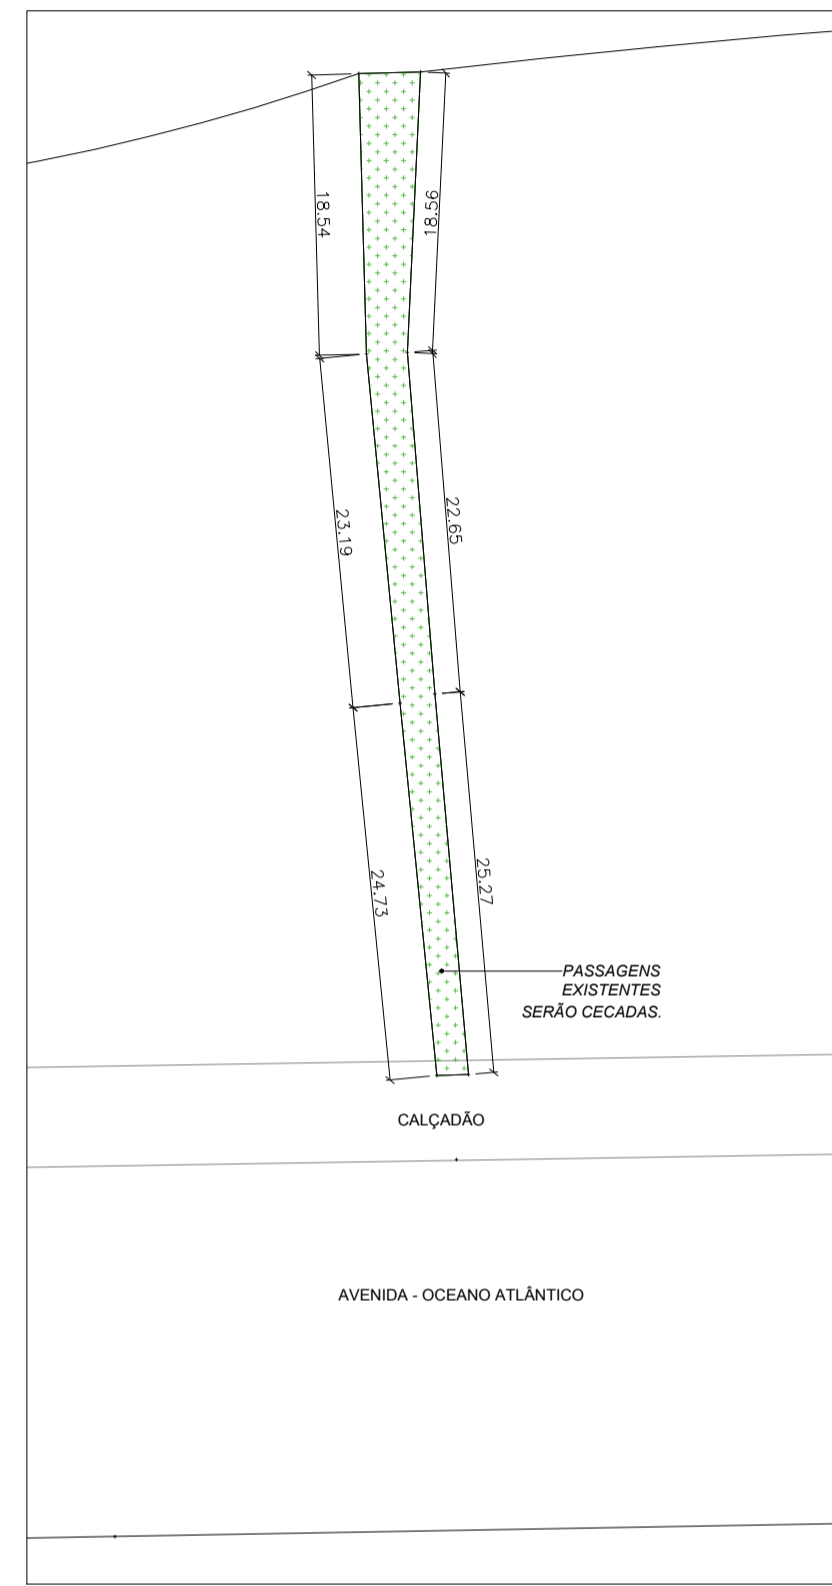 18.54
18.56
23.19
22.65
24.73
25.27
PASSAGENS
EXISTENTES
SERÃO CECADAS.
CALÇADÃO
AVENIDA - OCEANO ATLÂNTICO